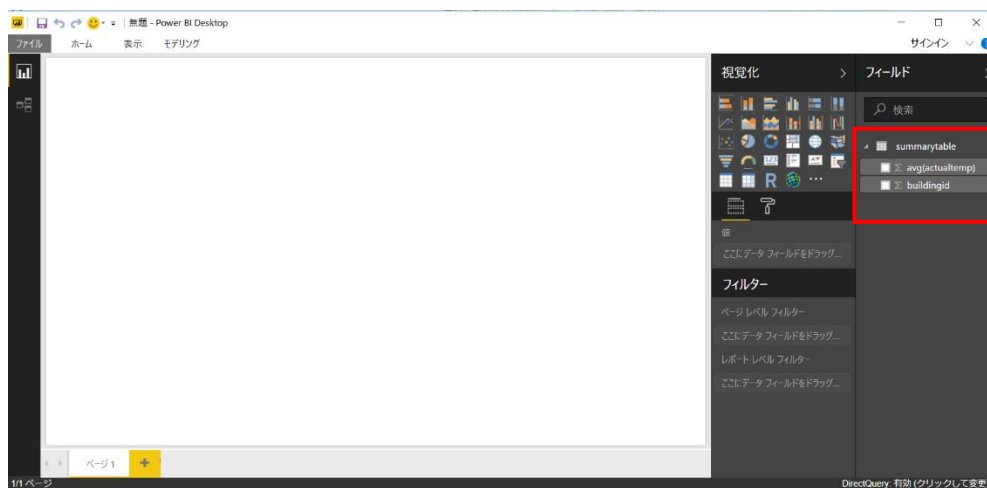 無題 - Power BI Desktop
ファイル ホーム 表示 モデリング サインイン
視覚化
フィールド
検索
summarytable
Σ avg(actualtemp)
Σ buildingid
R
値
ここにデータ フィールドをドラッグ...
フィルター
ページ レベル フィルター
ここにデータ フィールドをドラッグ...
レポート レベル フィルター
ここにデータ フィールドをドラッグ...
ページ 1
1/1 ページ
DirectQuery: 有効 (クリックして変更